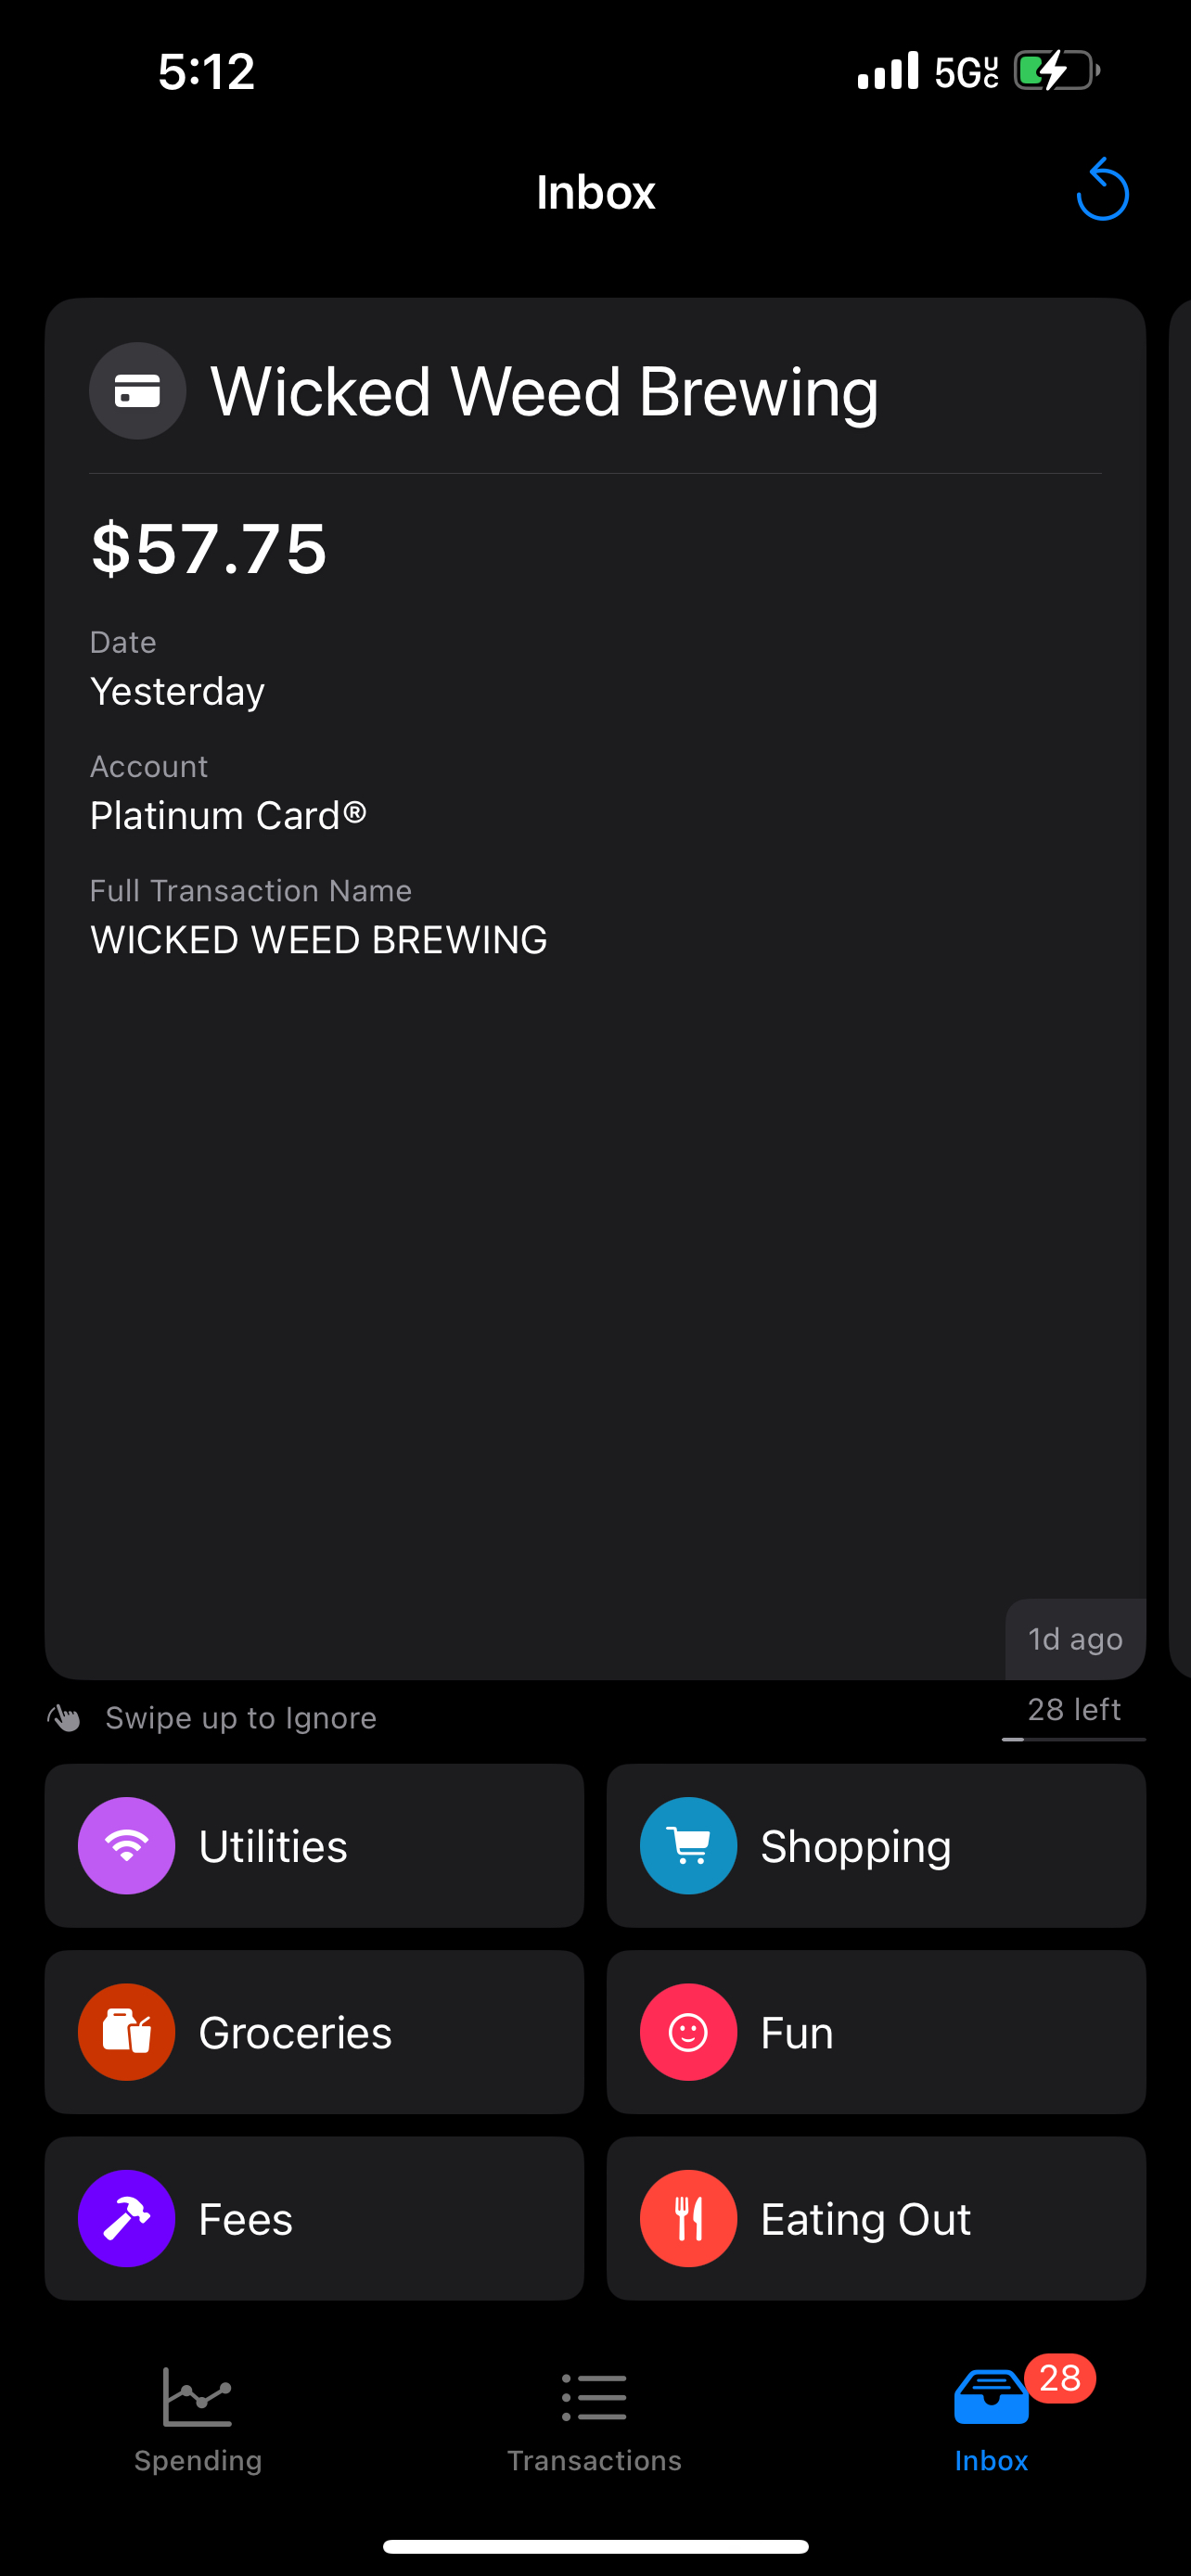 5:12
5GUC
Inbox
Wicked Weed Brewing
$57.75
Date
Yesterday
Account
Platinum Card®
Full Transaction Name
WICKED WEED BREWING
1d ago
Swipe up to Ignore
28 left
Utilities
Shopping
Groceries
Fun
Fees
Eating Out
28
Spending
Transactions
Inbox